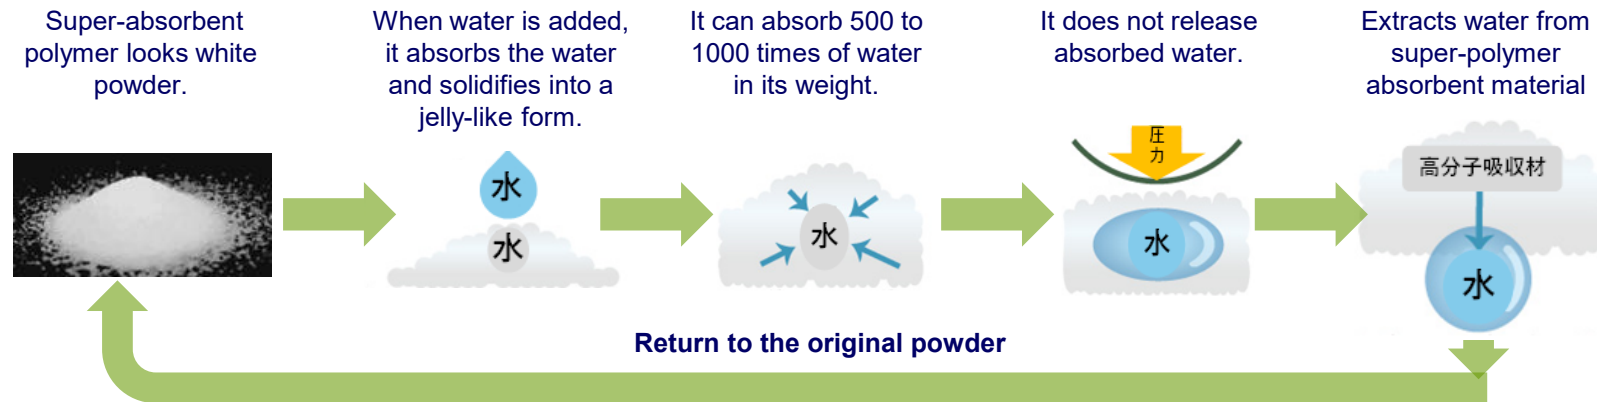 Super-absorbent
polymer looks white
powder.
When water is added,
it absorbs the water
and solidifies into a
jelly-like form.
水
水
It can absorb 500 to
1000 times of water
in its weight.
水
It does not release
absorbed water.
圧
力
水
Extracts water from
super-polymer
absorbent material
高分子吸収材
水
Return to the original powder